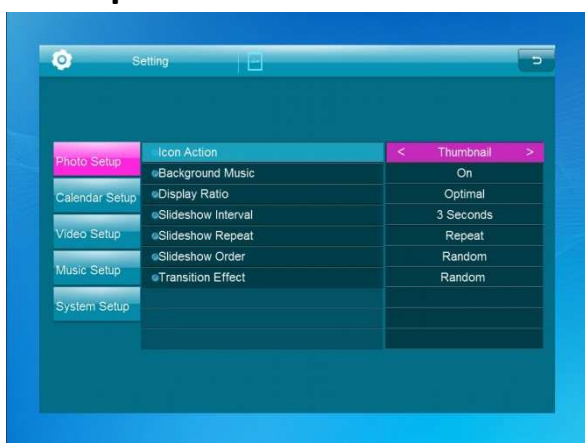 Setting
Photo Setup
Calendar Setup
Video Setup
Music Setup
System Setup
Icon Action < Thumbnail >
Background Music On
Display Ratio Optimal
Slideshow Interval 3 Seconds
Slideshow Repeat Repeat
Slideshow Order Random
Transition Effect Random